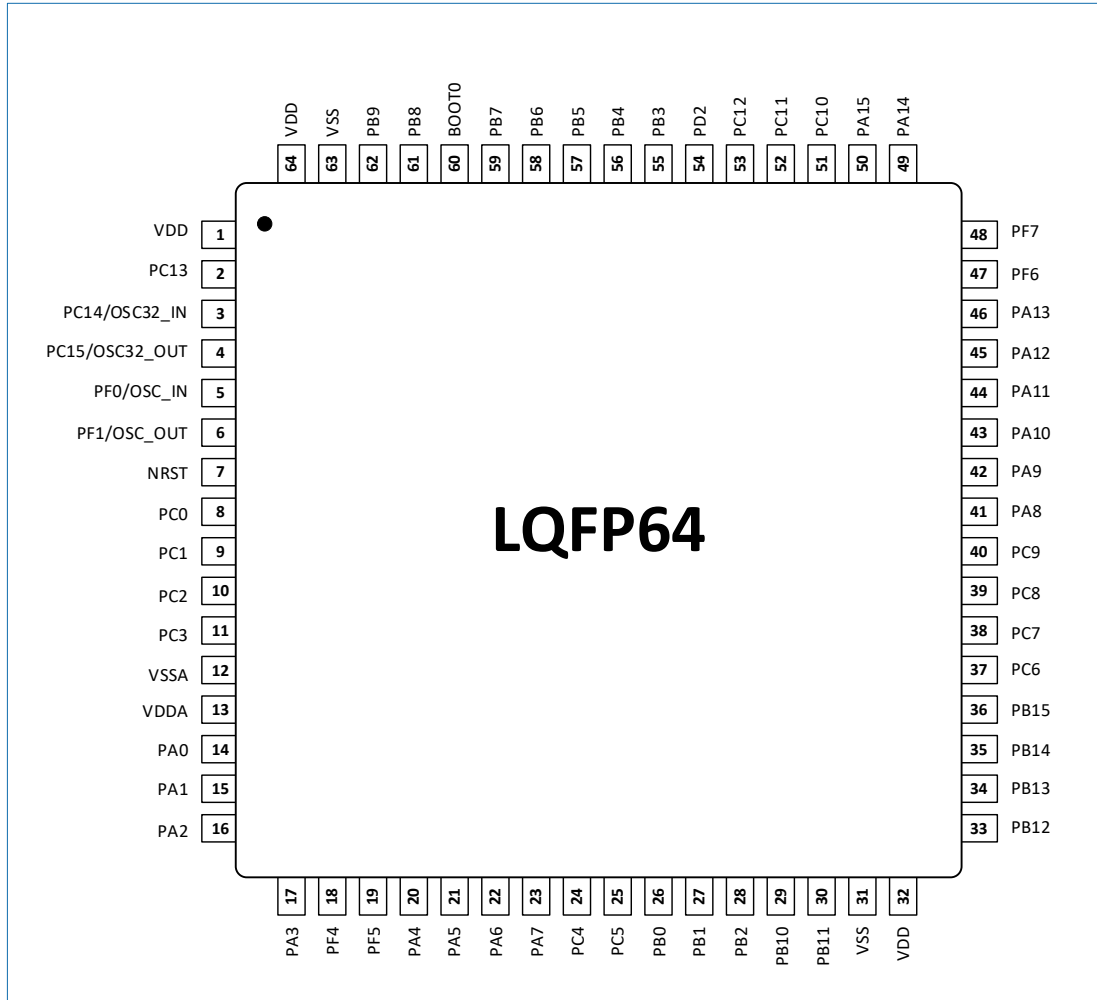 VDD VSS PB9 PB8 BOOT0 PB7 PB6 PB5 PB4 PB3 PD2 PC12 PC11 PC10 PA15 PA14
64 63 62 61 60 59 58 57 56 55 54 53 52 51 50 49
VDD 1 48 PF7
PC13 2 47 PF6
PC14/OSC32_IN 3 46 PA13
PC15/OSC32_OUT 4 45 PA12
PF0/OSC_IN 5 44 PA11
PF1/OSC_OUT 6 43 PA10
NRST 7 42 PA9
PC0 8 41 PA8
LQFP64
PC1 9 40 PC9
PC2 10 39 PC8
PC3 11 38 PC7
VSSA 12 37 PC6
VDDA 13 36 PB15
PA0 14 35 PB14
PA1 15 34 PB13
PA2 16 33 PB12
17 18 19 20 21 22 23 24 25 26 27 28 29 30 31 32
PA3 PF4 PF5 PA4 PA5 PA6 PA7 PC4 PC5 PB0 PB1 PB2 PB10 PB11 VSS VDD